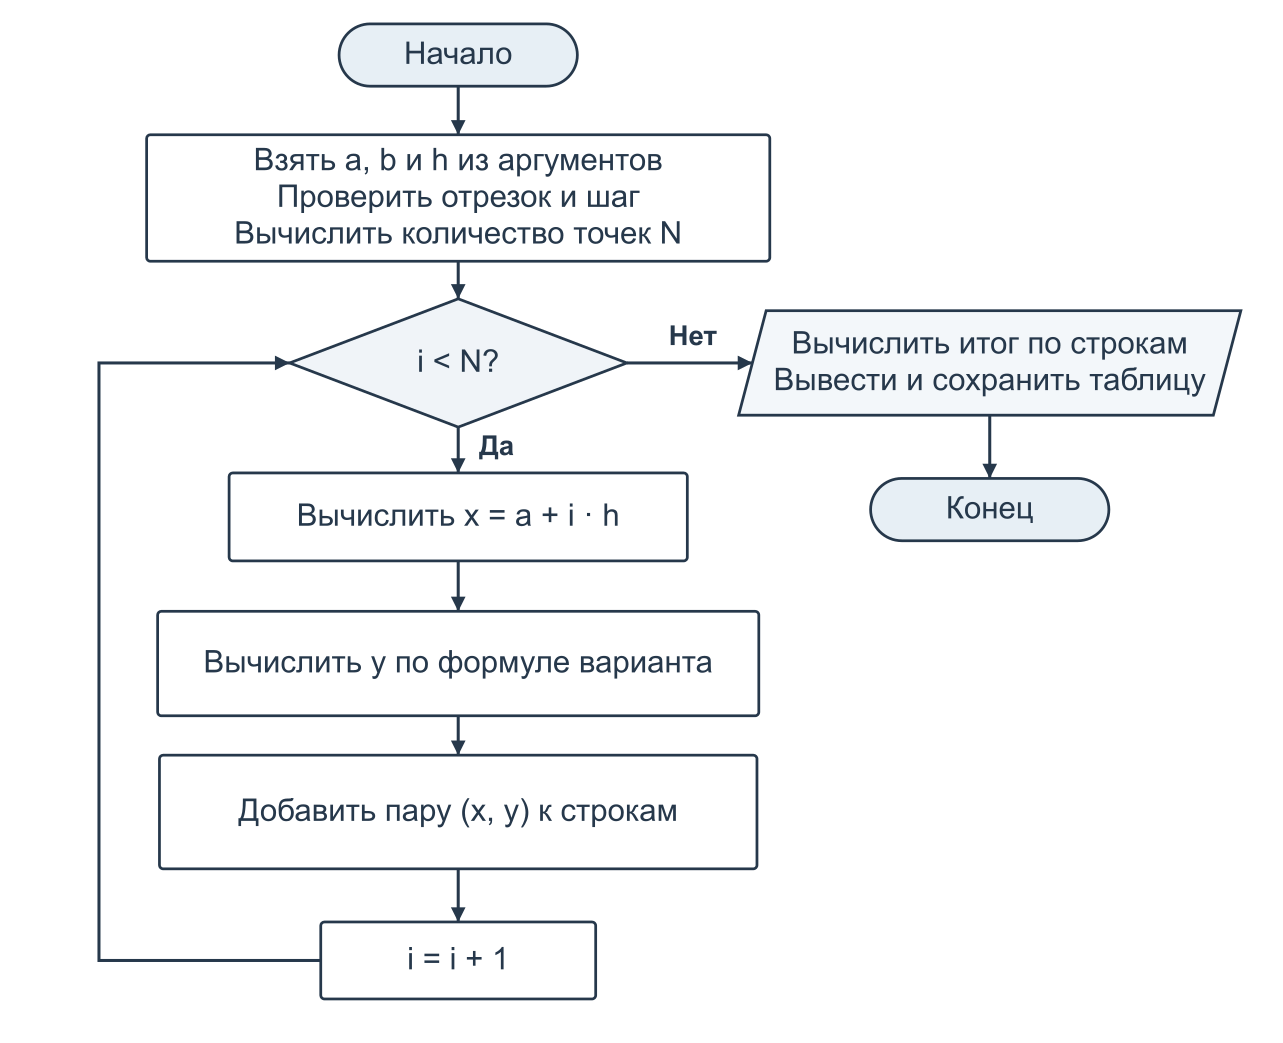 Начало
Взять a, b и h из аргументов
Проверить отрезок и шаг
Вычислить количество точек N
i < N?
Нет
Вычислить итог по строкам
Вывести и сохранить таблицу
Да
Конец
Вычислить x = a + i · h
Вычислить y по формуле варианта
Добавить пару (x, y) к строкам
i = i + 1